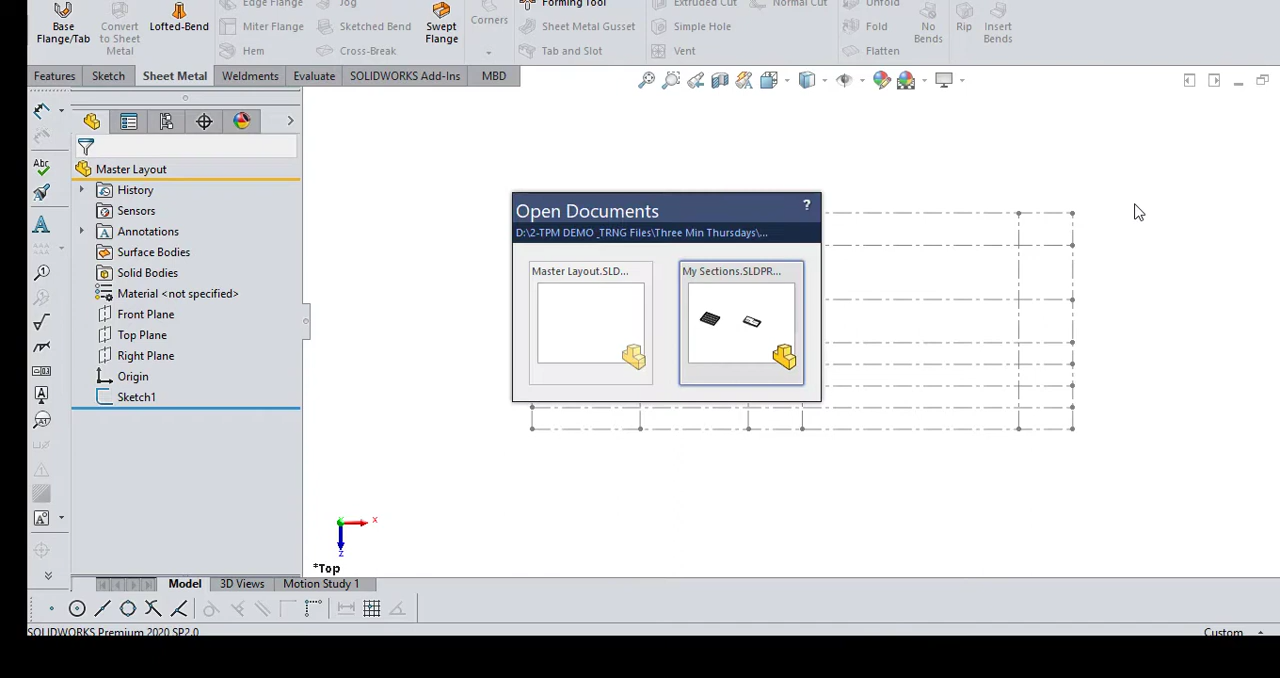 Edge Flange
Jog
Forming Tool
Extruded Cut
Normal Cut
Unfold
Base Flange/Tab
Convert to Sheet Metal
Lofted-Bend
Miter Flange
Sketched Bend
Swept Flange
Corners
Sheet Metal Gusset
Simple Hole
Fold
No Bends
Rip
Insert Bends
Hem
Cross-Break
Tab and Slot
Vent
Flatten
Features
Sketch
Sheet Metal
Weldments
Evaluate
SOLIDWORKS Add-Ins
MBD
Master Layout
History
Sensors
Annotations
Surface Bodies
Solid Bodies
Material <not specified>
Front Plane
Top Plane
Right Plane
Origin
Sketch1
Abc
Open Documents
?
D:\2-TPM DEMO _TRNG Files\Three Min Thursdays\...
Master Layout.SLD...
My Sections.SLDPR...
x
z
*Top
Model
3D Views
Motion Study 1
SOLIDWORKS Premium 2020 SP2.0
Custom